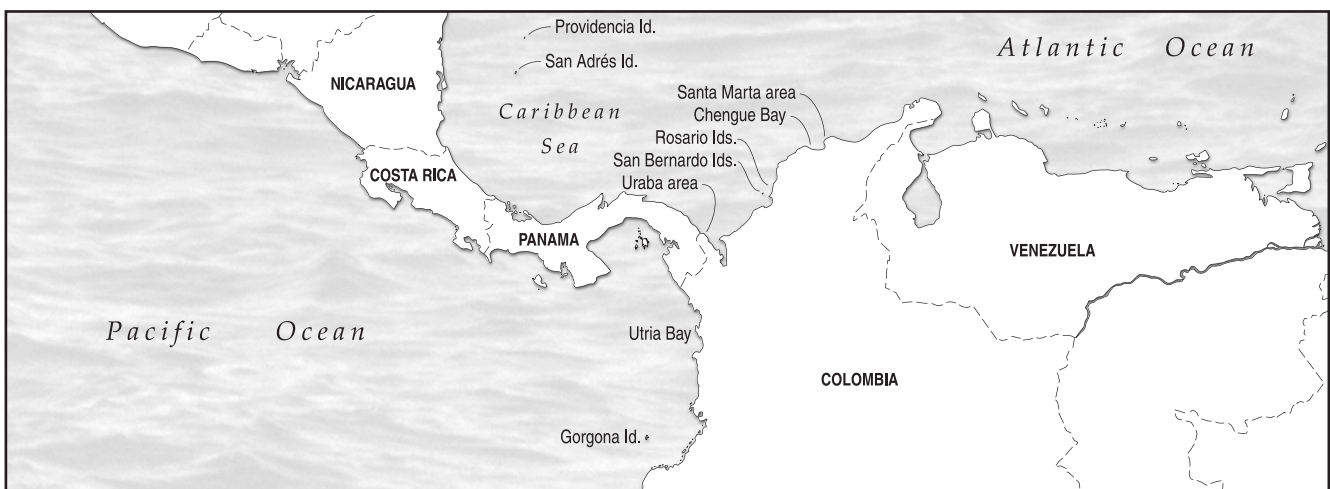 Providencia Id.
San Adrés Id.
Atlantic Ocean
NICARAGUA
Caribbean
Sea
Santa Marta area
Chengue Bay
Rosario Ids.
San Bernardo Ids.
Uraba area
COSTA RICA
PANAMA
VENEZUELA
Pacific Ocean
Utria Bay
COLOMBIA
Gorgona Id.